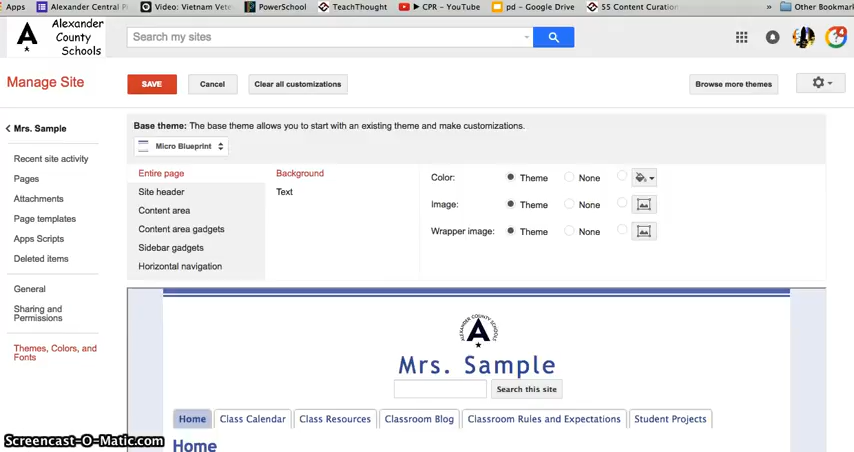 Apps Alexander Central P Video: Vietnam Vete PowerSchool TeachThought CPR - YouTube pd - Google Drive 55 Content Curation » Other Bookmark
Alexander County Schools
Search my sites
4
Manage Site SAVE Cancel Clear all customizations Browse more themes
Mrs. Sample
Base theme: The base theme allows you to start with an existing theme and make customizations.
Micro Blueprint
Recent site activity
Pages
Attachments
Page templates
Apps Scripts
Deleted items
General
Sharing and
Permissions
Themes, Colors, and
Fonts
Entire page
Site header
Content area
Content area gadgets
Sidebar gadgets
Horizontal navigation
Background
Text
Color: Theme None
Image: Theme None
Wrapper image: Theme None
ALEXANDER COUNTY SCHOOLS
A
Mrs. Sample
Search this site
Home Class Calendar Class Resources Classroom Blog Classroom Rules and Expectations Student Projects
Home
Screencast-O-Matic.com